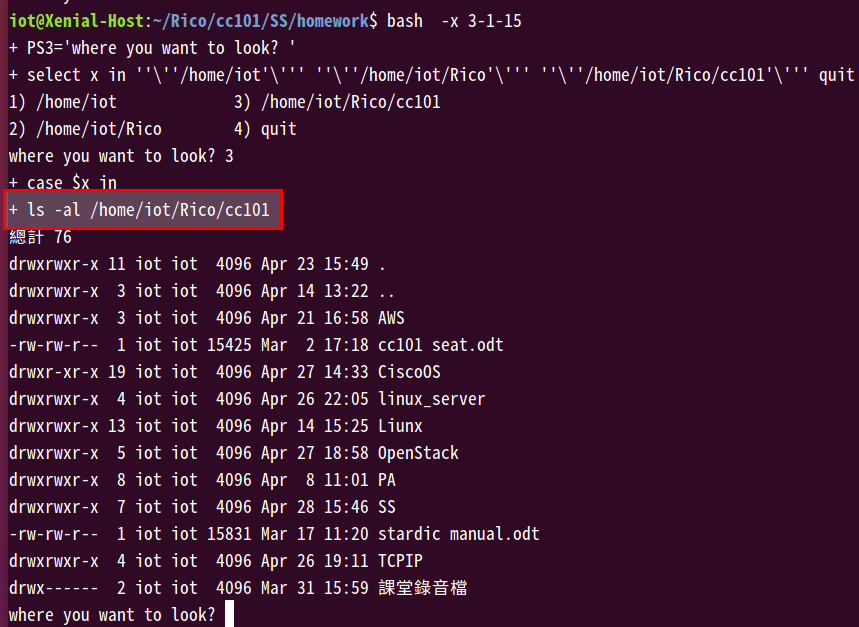 iot@Xenial-Host:~/Rico/cc101/SS/homework$ bash  -x 3-1-15
+ PS3='where you want to look? '
+ select x in ''\''/home/iot'\''' ''\''/home/iot/Rico'\''' ''\''/home/iot/Rico/cc101'\''' quit
1) /home/iot             3) /home/iot/Rico/cc101
2) /home/iot/Rico        4) quit
where you want to look? 3
+ case $x in
+ ls -al /home/iot/Rico/cc101
總計 76
drwxrwxr-x 11 iot iot  4096 Apr 23 15:49 .
drwxrwxr-x  3 iot iot  4096 Apr 14 13:22 ..
drwxrwxr-x  3 iot iot  4096 Apr 21 16:58 AWS
-rw-rw-r--  1 iot iot 15425 Mar  2 17:18 cc101 seat.odt
drwxr-xr-x 19 iot iot  4096 Apr 27 14:33 CiscoOS
drwxrwxr-x  4 iot iot  4096 Apr 26 22:05 linux_server
drwxrwxr-x 13 iot iot  4096 Apr 14 15:25 Liunx
drwxrwxr-x  5 iot iot  4096 Apr 27 18:58 OpenStack
drwxrwxr-x  8 iot iot  4096 Apr  8 11:01 PA
drwxrwxr-x  7 iot iot  4096 Apr 28 15:46 SS
-rw-rw-r--  1 iot iot 15831 Mar 17 11:20 stardic manual.odt
drwxrwxr-x  4 iot iot  4096 Apr 26 19:11 TCPIP
drwx------  2 iot iot  4096 Mar 31 15:59 課堂錄音檔
where you want to look?